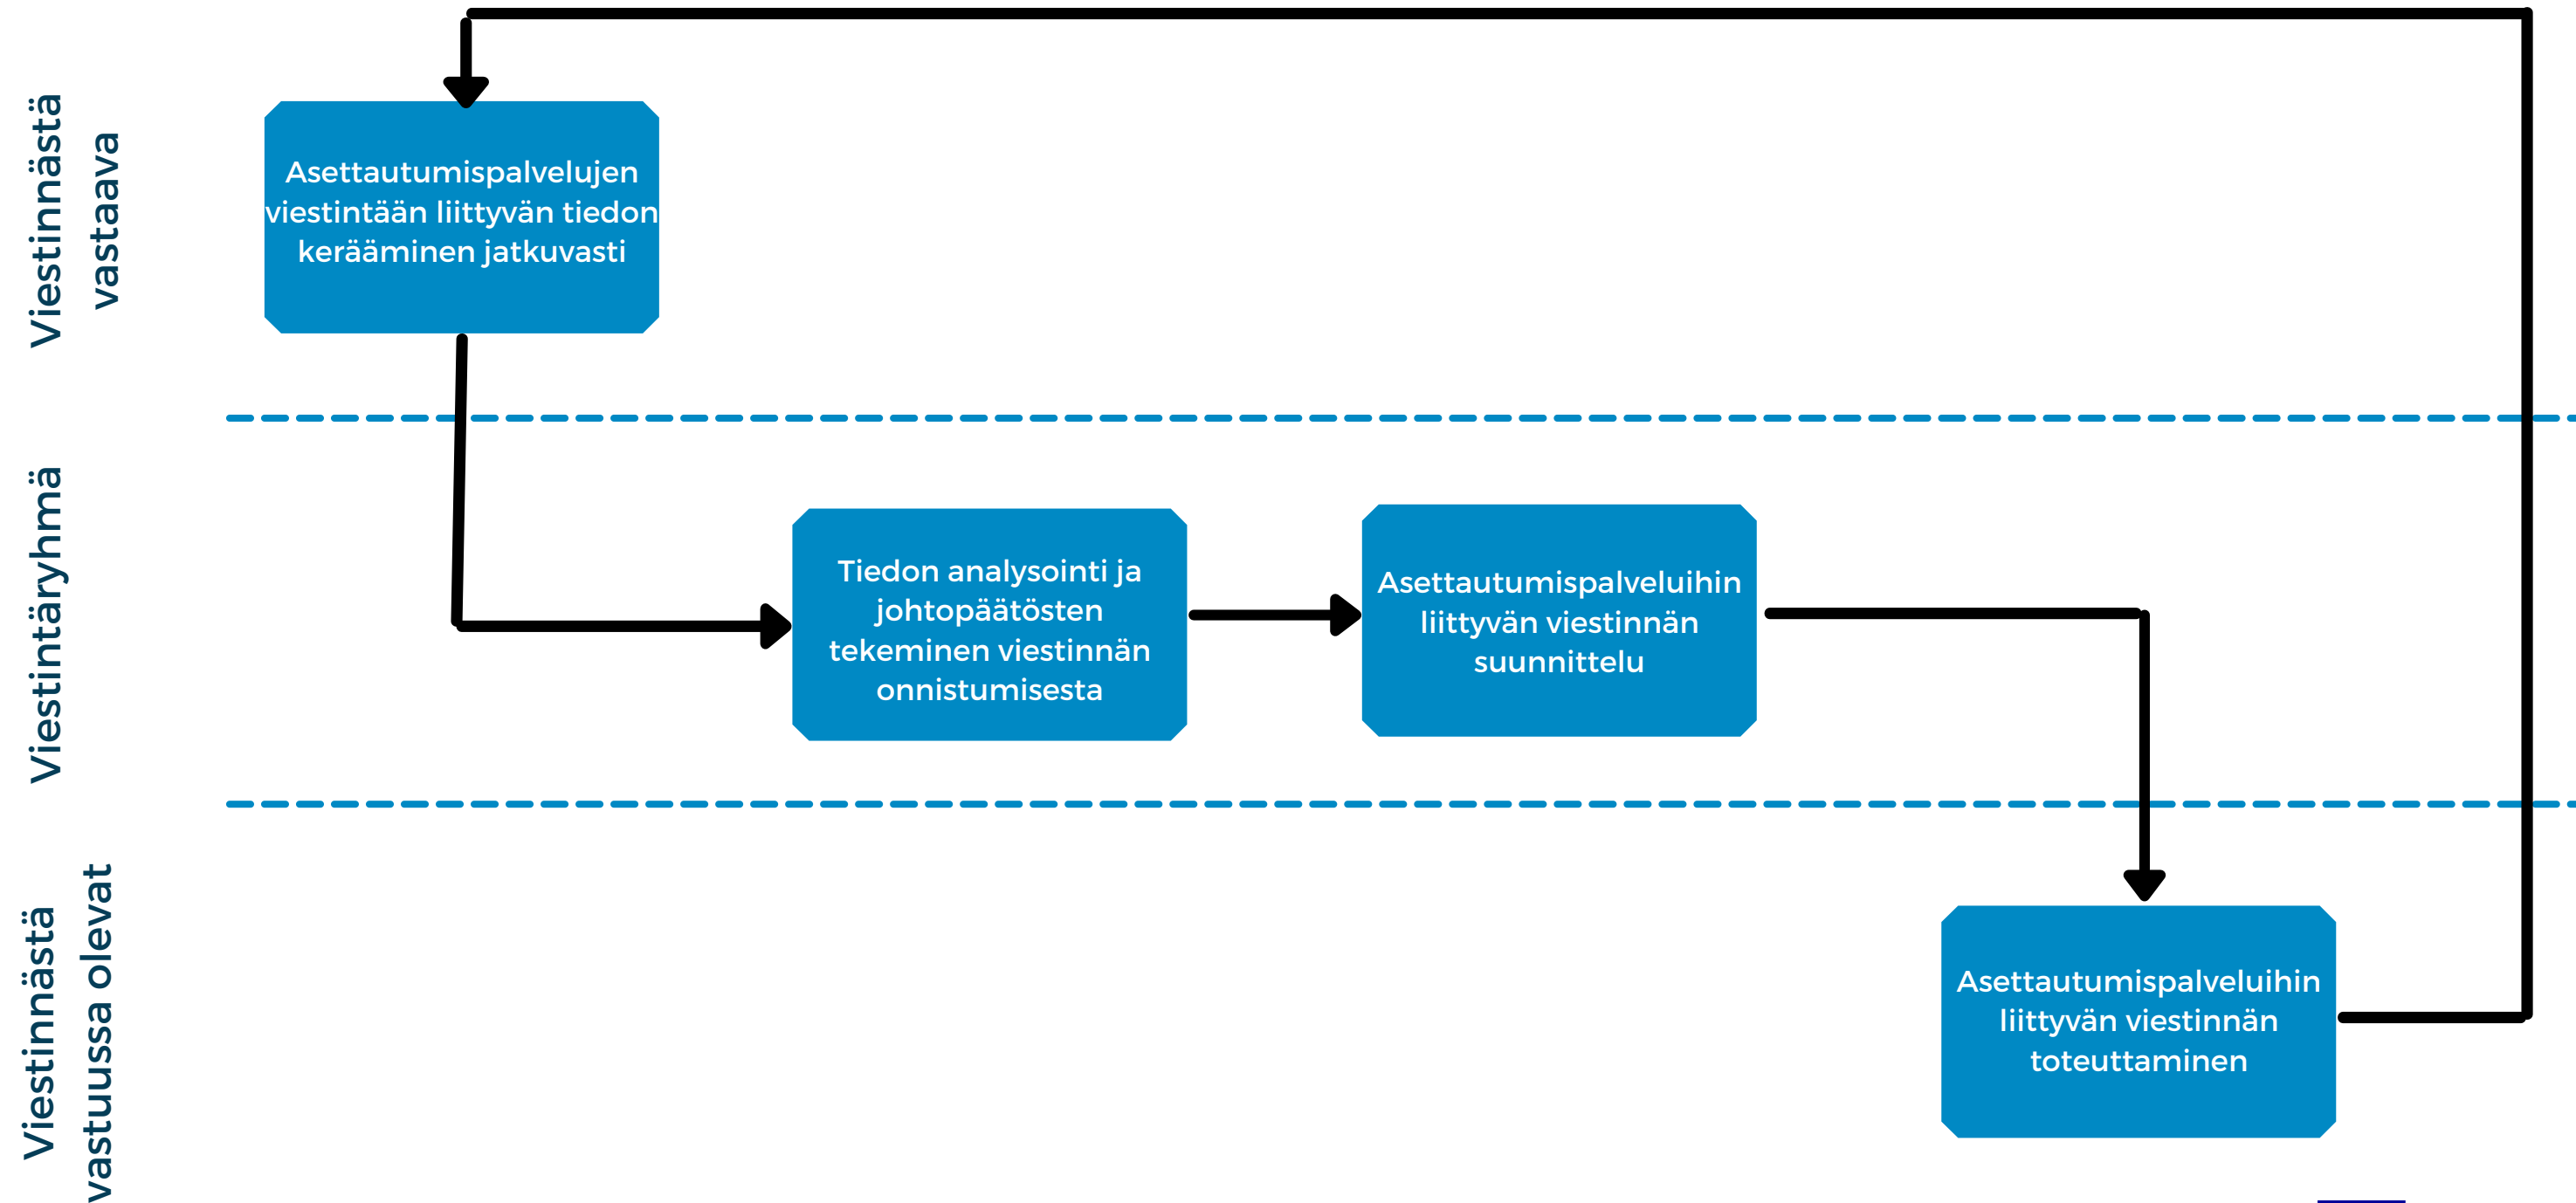 Viestinnästä
vastaava
Asettautumispalvelujen
viestintään liittyvän tiedon
kerääminen jatkuvasti
Viestintäryhmä
Tiedon analysointi ja
johtopäätösten
tekeminen viestinnän
onnistumisesta
Asettautumispalveluihin
liittyvän viestinnän
suunnittelu
Viestinnästä
vastuussa olevat
Asettautumispalveluihin
liittyvän viestinnän
toteuttaminen